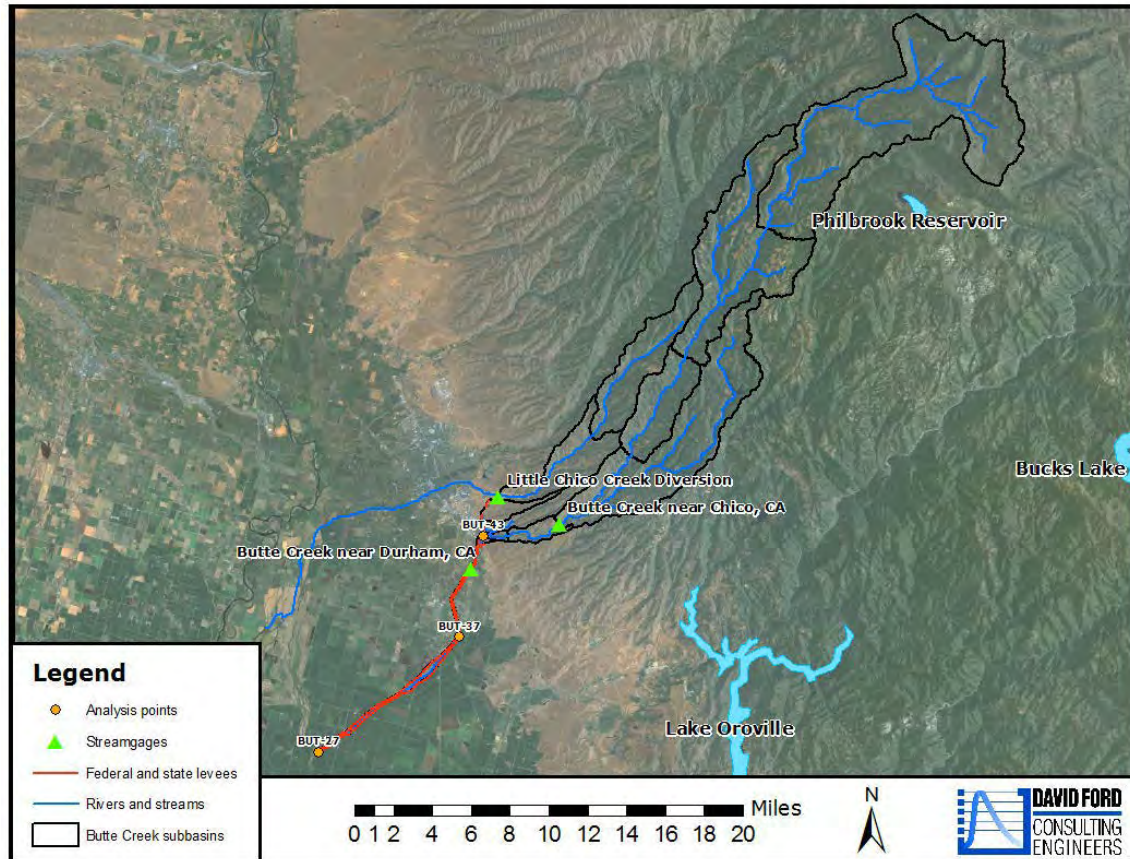 Philbrook Reservoir
Bucks Lake
Little Chico Creek Diversion
Butte Creek near Chico, CA
BUT-43
Butte Creek near Durham, CA
BUT-37
BUT-27
Lake Oroville
Legend
Analysis points
Streamgages
Federal and state levees
Rivers and streams
Butte Creek subbasins
Miles
0 1 2 4 6 8 10 12 14 16 18 20
N
DAVID FORD
CONSULTING
ENGINEERS